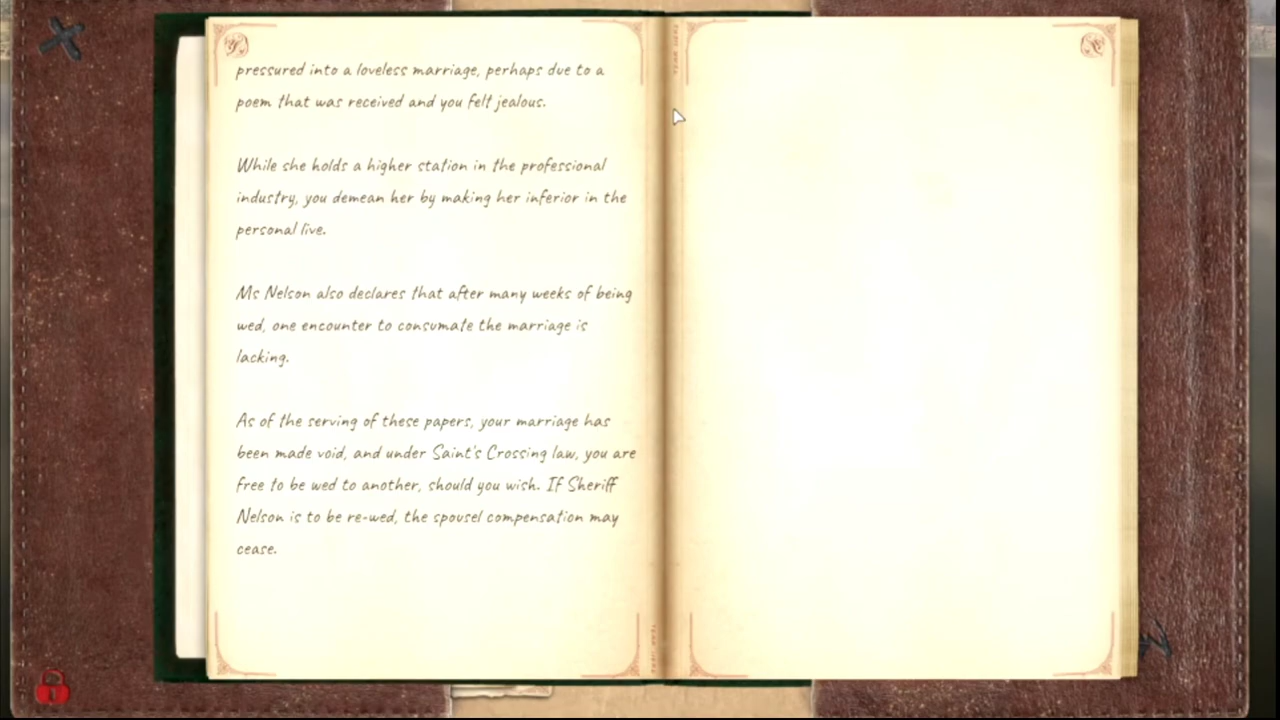 pressured into a loveless marriage, perhaps due to a
poem that was received and you felt jealous.
While she holds a higher station in the professional
industry, you demean her by making her inferior in the
personal live.
Ms Nelson also declares that after many weeks of being
wed, one encounter to consumate the marriage is
lacking.
As of the serving of these papers, your marriage has
been made void, and under Saint's Crossing law, you are
free to be wed to another, should you wish. If Sheriff
Nelson is to be re-wed, the spousel compensation may
cease.